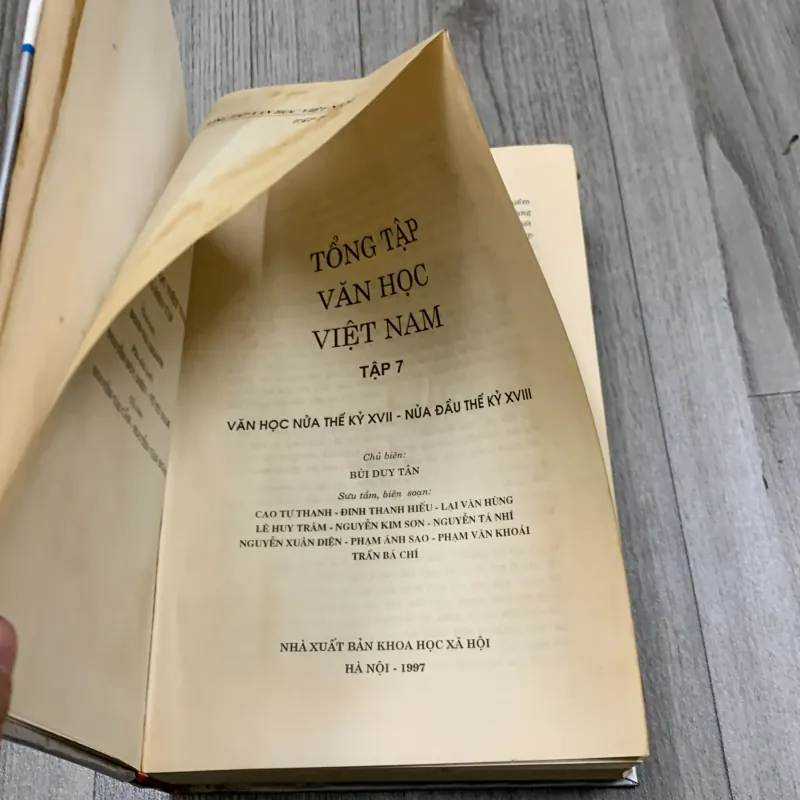 TỔNG TẬP
VĂN HỌC
VIỆT NAM
TẬP 7
VĂN HỌC NỬA THẾ KỶ XVII - NỬA ĐẦU THẾ KỶ XVIII
Chủ biên:
BÙI DUY TÂN
Sưu tầm, biên soạn:
CAO TỰ THANH - ĐINH THANH HIẾU - LẠI VĂN HÙNG
LÊ HUY TRÂM - NGUYỄN KIM SƠN - NGUYỄN TÁ NHÍ
NGUYỄN XUÂN DIỆN - PHẠM ÁNH SAO - PHẠM VĂN KHOÁI
TRẦN BÁ CHÍ
NHÀ XUẤT BẢN KHOA HỌC XÃ HỘI
HÀ NỘI - 1997